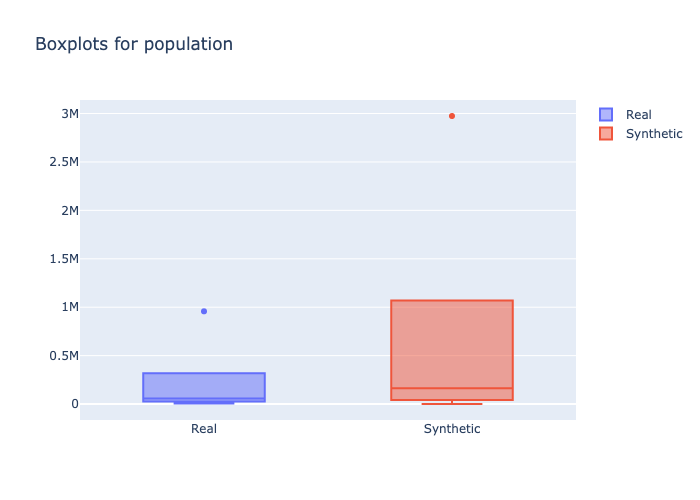 Boxplots for population
3M
2.5M
2M
1.5M
1M
0.5M
0
Real
Synthetic
Real
Synthetic